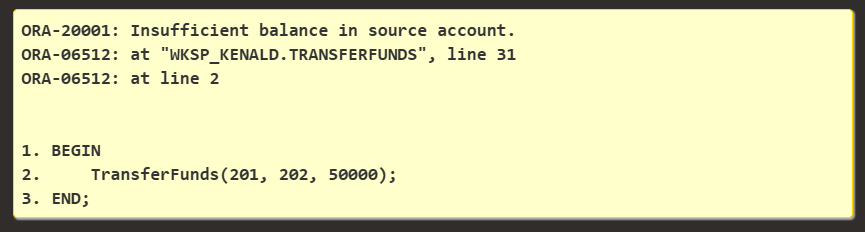 ORA-20001: Insufficient balance in source account.
ORA-06512: at "WKSP_KENALD.TRANSFERFUNDS", line 31
ORA-06512: at line 2
1. BEGIN
2.     TransferFunds(201, 202, 50000);
3. END;